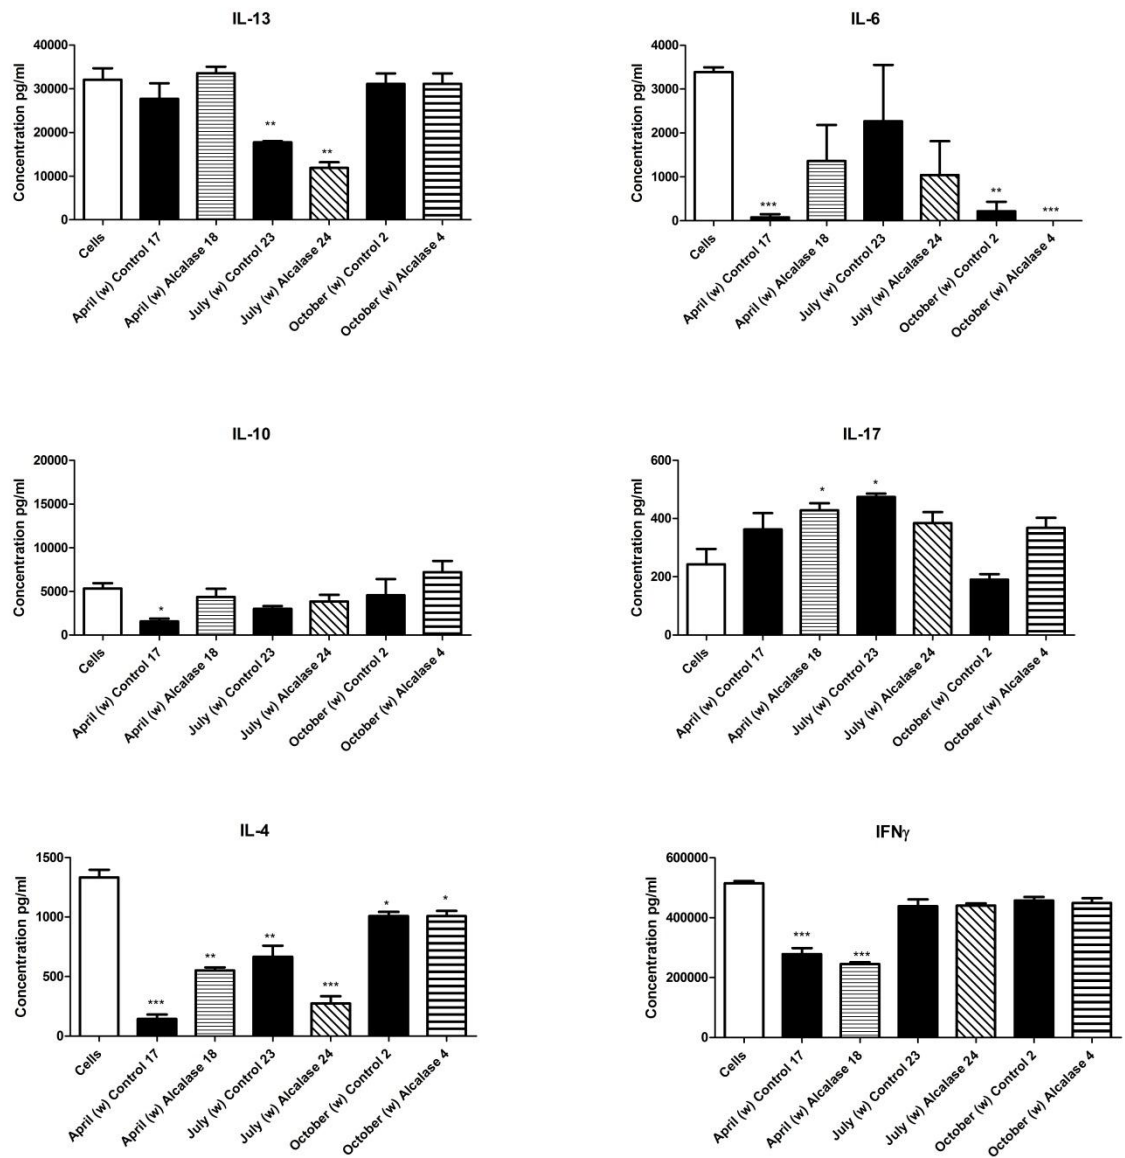 IL-13
Concentration pg/ml
40000
30000
20000
10000
0
**
**
Cells
April (w) Control 17
April (w) Alcalase 18
July (w) Control 23
July (w) Alcalase 24
October (w) Control 2
October (w) Alcalase 4
IL-6
Concentration pg/ml
4000
3000
2000
1000
0
***
**
***
Cells
April (w) Control 17
April (w) Alcalase 18
July (w) Control 23
July (w) Alcalase 24
October (w) Control 2
October (w) Alcalase 4
IL-10
Concentration pg/ml
20000
15000
10000
5000
0
*
Cells
April (w) Control 17
April (w) Alcalase 18
July (w) Control 23
July (w) Alcalase 24
October (w) Control 2
October (w) Alcalase 4
IL-17
Concentration pg/ml
600
400
200
0
*
*
Cells
April (w) Control 17
April (w) Alcalase 18
July (w) Control 23
July (w) Alcalase 24
October (w) Control 2
October (w) Alcalase 4
IL-4
Concentration pg/ml
1500
1000
500
0
***
**
**
***
*
*
Cells
April (w) Control 17
April (w) Alcalase 18
July (w) Control 23
July (w) Alcalase 24
October (w) Control 2
October (w) Alcalase 4
IFNγ
Concentration pg/ml
600000
400000
200000
0
***
***
Cells
April (w) Control 17
April (w) Alcalase 18
July (w) Control 23
July (w) Alcalase 24
October (w) Control 2
October (w) Alcalase 4